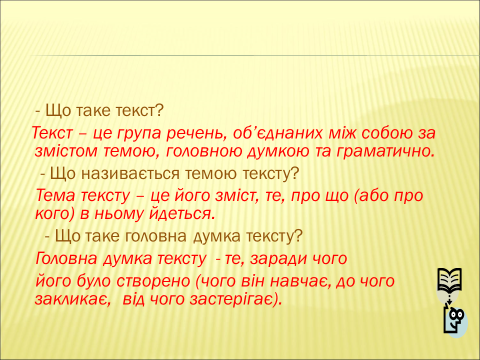 - Що таке текст?
Текст – це група речень, об’єднаних між собою за
змістом темою, головною думкою та граматично.
- Що називається темою тексту?
Тема тексту – це його зміст, те, про що (або про
кого) в ньому йдеться.
- Що таке головна думка тексту?
Головна думка тексту - те, заради чого
його було створено (чого він навчає, до чого
закликає, від чого застерігає).